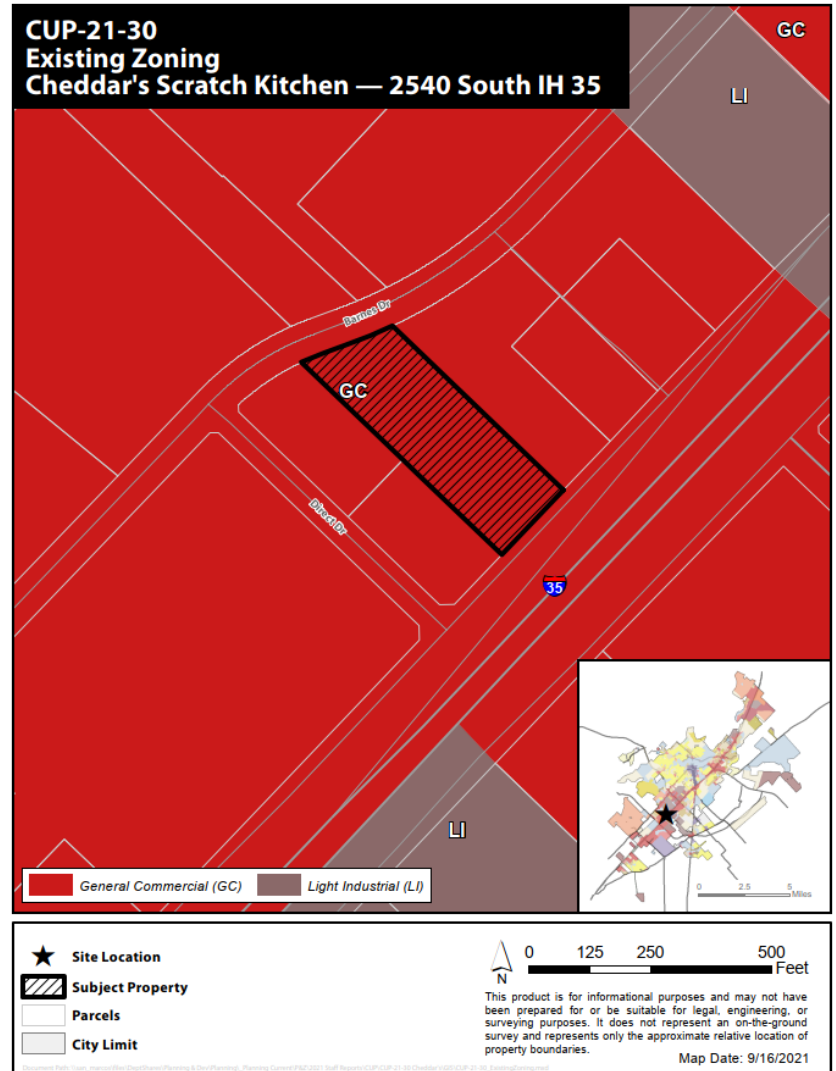 CUP-21-30
Existing Zoning
Cheddar's Scratch Kitchen — 2540 South IH 35
GC
LI
Barnes Dr
GC
Direct Dr
35
LI
General Commercial (GC)
Light Industrial (LI)
0 2.5 5
Miles
Site Location
Subject Property
Parcels
City Limit
N
0 125 250 500
Feet
This product is for informational purposes and may not have
been prepared for or be suitable for legal, engineering, or
surveying purposes. It does not represent an on-the-ground
survey and represents only the approximate relative location of
property boundaries.
Map Date: 9/16/2021